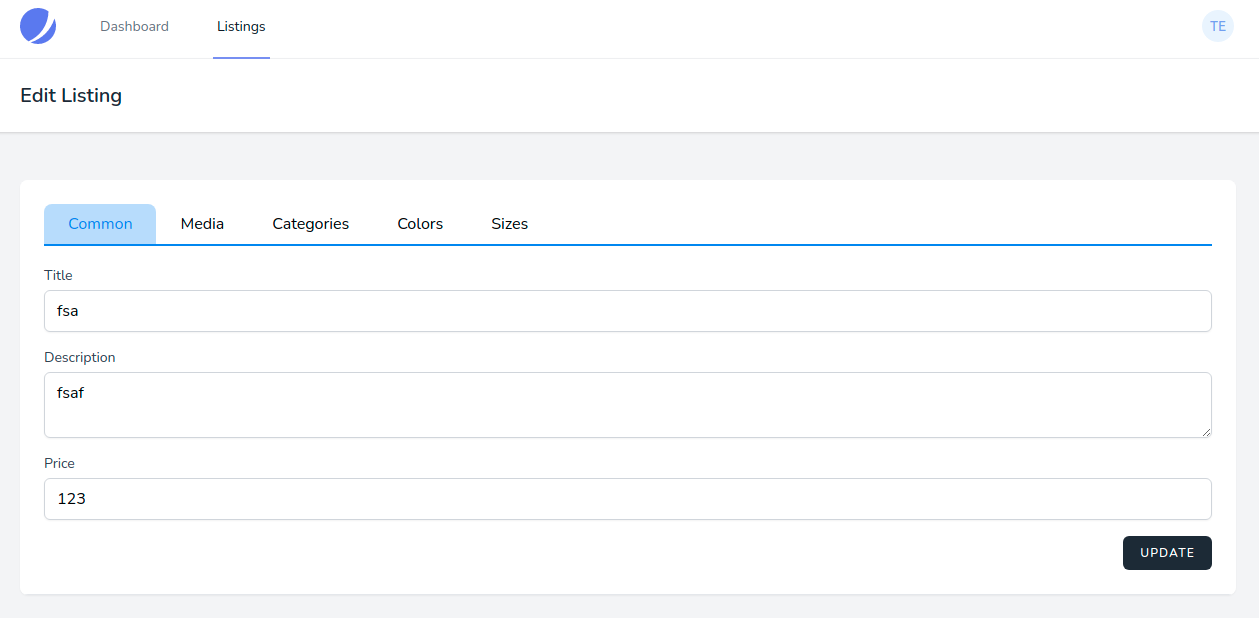 Dashboard Listings TE
Edit Listing
Common Media Categories Colors Sizes
Title
fsa
Description
fsaf
Price
123
UPDATE